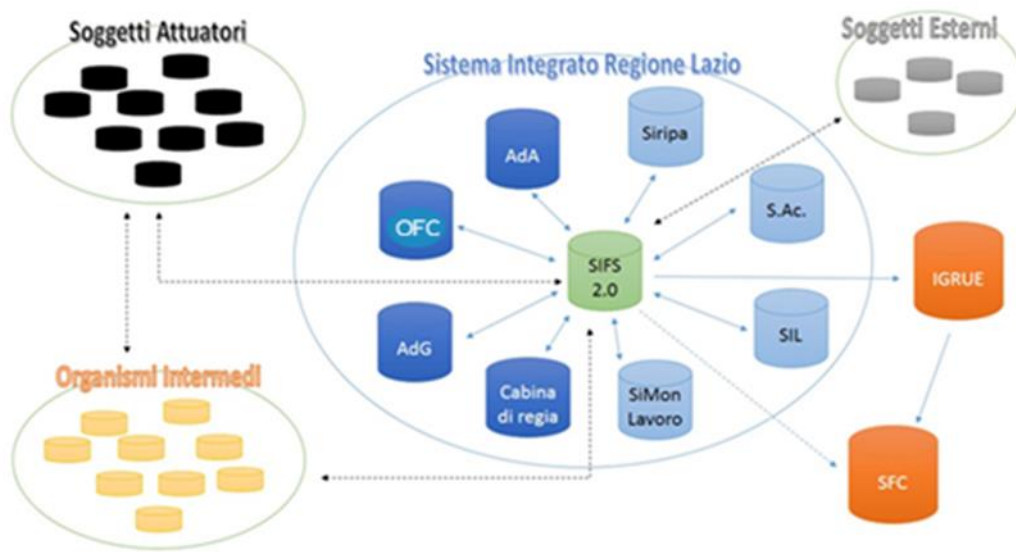 Soggetti Attuatori
Soggetti Esterni
Sistema Integrato Regione Lazio
AdA
Siripa
OFC
S.Ac.
SIFS
2.0
IGRUE
AdG
SIL
Cabina
di regia
SiMon
Lavoro
Organismi Intermedi
SFC